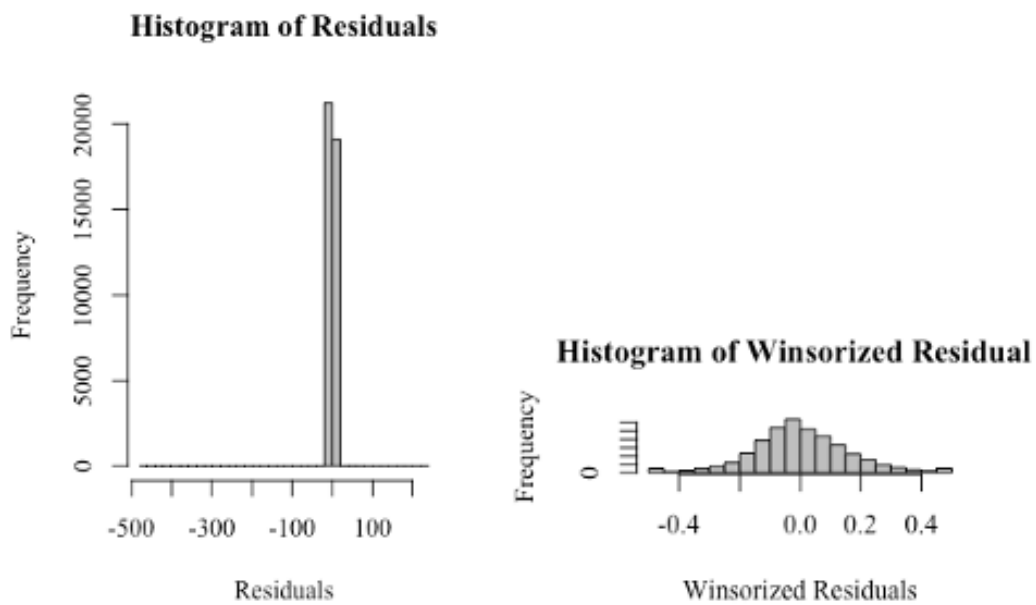 Histogram of Residuals
Frequency
0
5000
10000
15000
20000
-500
-300
-100
100
Residuals
Histogram of Winsorized Residual
Frequency
0
-0.4
0.0
0.2
0.4
Winsorized Residuals